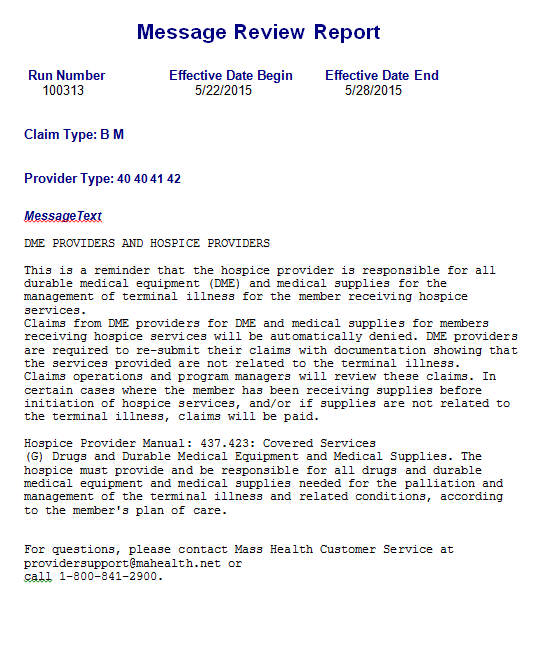 Message Review Report
Run Number Effective Date Begin Effective Date End
100313 5/22/2015 5/28/2015
Claim Type: B M
Provider Type: 40 40 41 42
MessageText
DME PROVIDERS AND HOSPICE PROVIDERS
This is a reminder that the hospice provider is responsible for all
durable medical equipment (DME) and medical supplies for the
management of terminal illness for the member receiving hospice
services.
Claims from DME providers for DME and medical supplies for members
receiving hospice services will be automatically denied. DME providers
are required to re-submit their claims with documentation showing that
the services provided are not related to the terminal illness.
Claims operations and program managers will review these claims. In
certain cases where the member has been receiving supplies before
initiation of hospice services, and/or if supplies are not related to
the terminal illness, claims will be paid.
Hospice Provider Manual: 437.423: Covered Services
(G) Drugs and Durable Medical Equipment and Medical Supplies. The
hospice must provide and be responsible for all drugs and durable
medical equipment and medical supplies needed for the palliation and
management of the terminal illness and related conditions, according
to the member's plan of care.
For questions, please contact Mass Health Customer Service at
providersupport@mahealth.net or
call 1-800-841-2900.